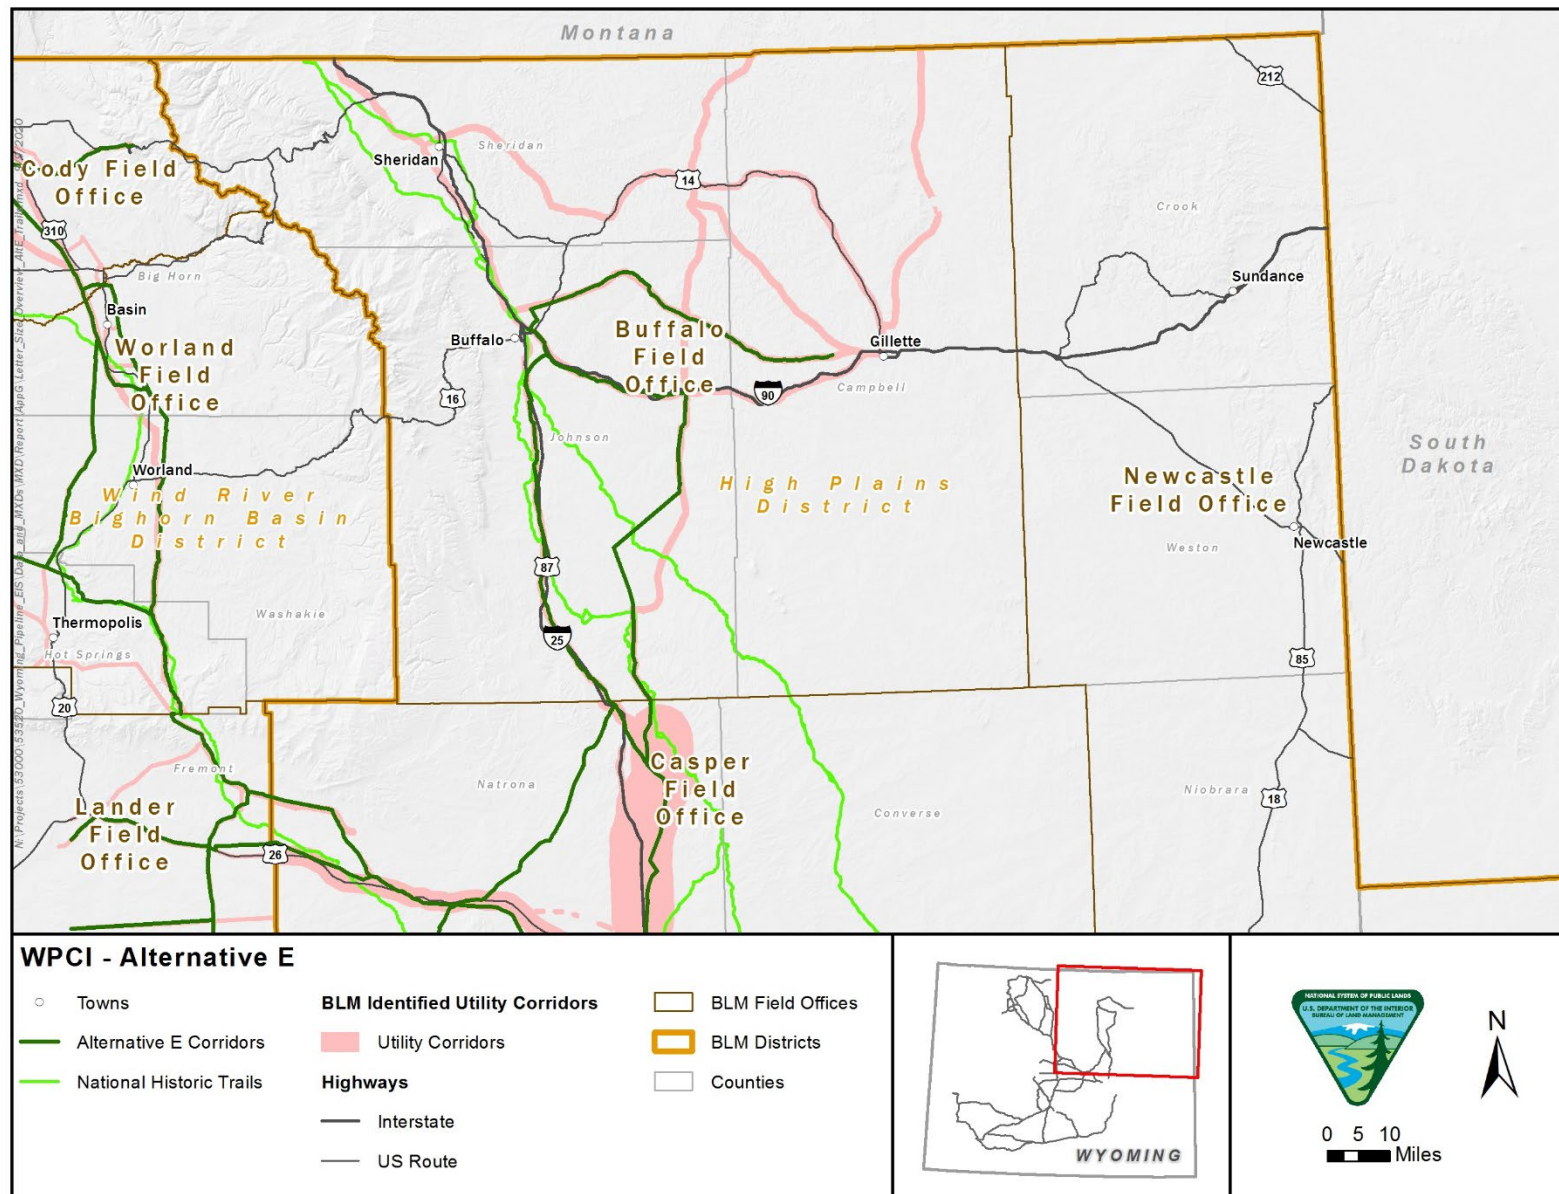 Montana
212
Sheridan
Sheridan
14
Cody Field
Office
310
Big Horn
Crook
Sundance
Basin
Worland
Field
Office
Buffalo
Buffalo
Field
Office
Gillette
Campbell
90
16
Johnson
South
Dakota
Worland
Wind River
Bighorn Basin
District
High Plains
District
Newcastle
Field Office
Newcastle
Weston
87
25
Washakie
Thermopolis
Hot Springs
85
20
Fremont
Natrona
Casper
Field
Office
Converse
Niobrara
18
Lander
Field
Office
26
WPCI - Alternative E
Towns
Alternative E Corridors
National Historic Trails
BLM Identified Utility Corridors
Utility Corridors
Highways
Interstate
US Route
BLM Field Offices
BLM Districts
Counties
WYOMING
NATIONAL SYSTEM OF PUBLIC LANDS
U.S. DEPARTMENT OF THE INTERIOR
BUREAU OF LAND MANAGEMENT
N
0 5 10
Miles